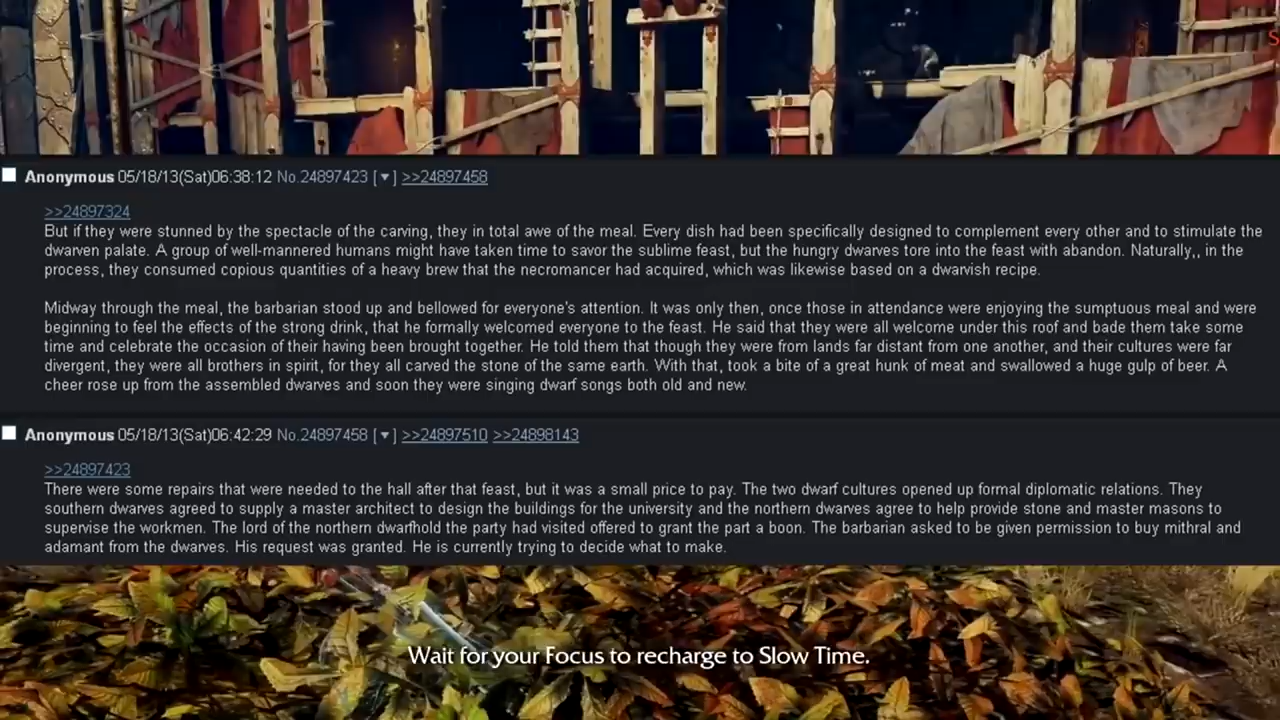 S
Anonymous 05/18/13(Sat)06:38:12 No.24897423 [▼] >>24897458
>>24897324
But if they were stunned by the spectacle of the carving, they in total awe of the meal. Every dish had been specifically designed to complement every other and to stimulate the
dwarven palate. A group of well-mannered humans might have taken time to savor the sublime feast, but the hungry dwarves tore into the feast with abandon. Naturally,, in the
process, they consumed copious quantities of a heavy brew that the necromancer had acquired, which was likewise based on a dwarvish recipe.
Midway through the meal, the barbarian stood up and bellowed for everyone's attention. It was only then, once those in attendance were enjoying the sumptuous meal and were
beginning to feel the effects of the strong drink, that he formally welcomed everyone to the feast. He said that they were all welcome under this roof and bade them take some
time and celebrate the occasion of their having been brought together. He told them that though they were from lands far distant from one another, and their cultures were far
divergent, they were all brothers in spirit, for they all carved the stone of the same earth. With that, took a bite of a great hunk of meat and swallowed a huge gulp of beer. A
cheer rose up from the assembled dwarves and soon they were singing dwarf songs both old and new.
Anonymous 05/18/13(Sat)06:42:29 No.24897458 [▼] >>24897510 >>24898143
>>24897423
There were some repairs that were needed to the hall after that feast, but it was a small price to pay. The two dwarf cultures opened up formal diplomatic relations. They
southern dwarves agreed to supply a master architect to design the buildings for the university and the northern dwarves agree to help provide stone and master masons to
supervise the workmen. The lord of the northern dwarfhold the party had visited offered to grant the part a boon. The barbarian asked to be given permission to buy mithral and
adamant from the dwarves. His request was granted. He is currently trying to decide what to make.
Wait for your Focus to recharge to Slow Time.